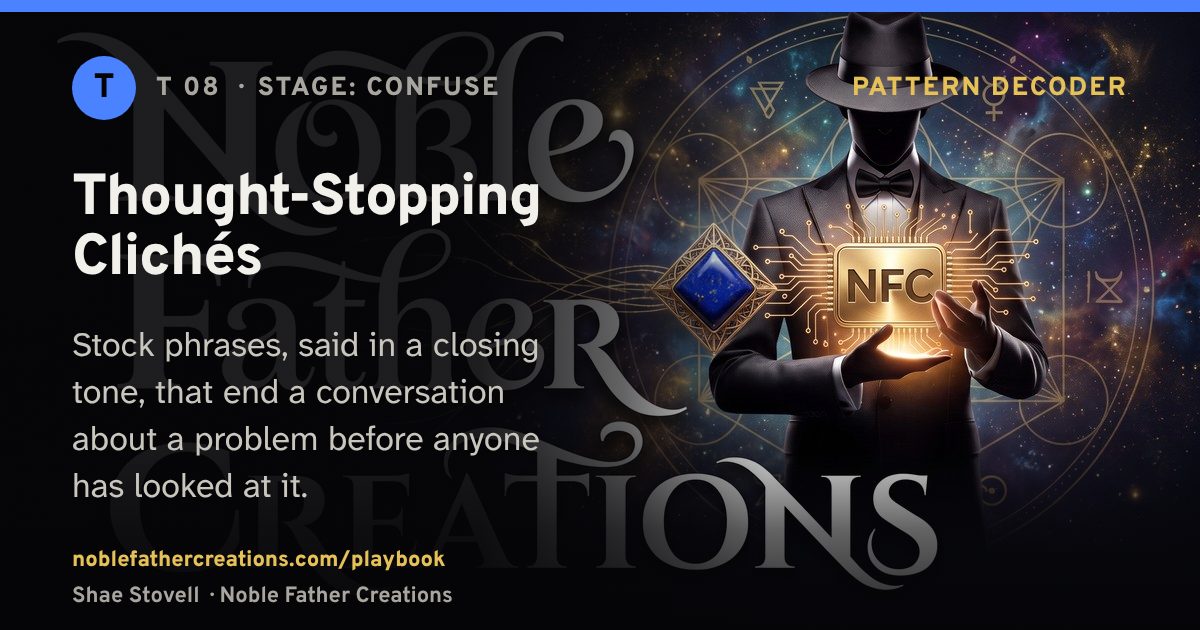 T
T 08 · STAGE: CONFUSE
PATTERN DECODER
Thought-Stopping
Clichés
Stock phrases, said in a closing
tone, that end a conversation
about a problem before anyone
has looked at it.
noblefathercreations.com/playbook
Shae Stovell · Noble Father Creations
Noble
FatheR
CREATIONS
NFC